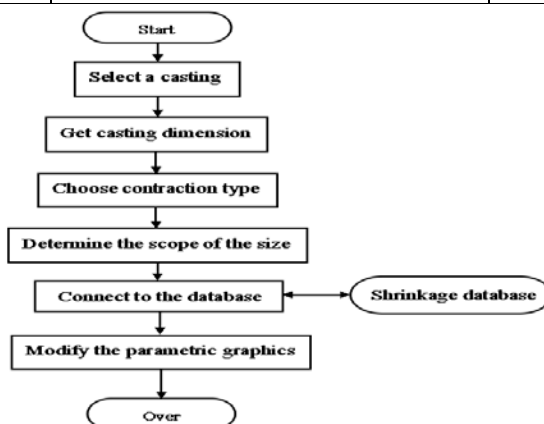 Start
Select a casting
Get casting dimension
Choose contraction type
Determine the scope of the size
Connect to the database
Shrinkage database
Modify the parametric graphics
Over